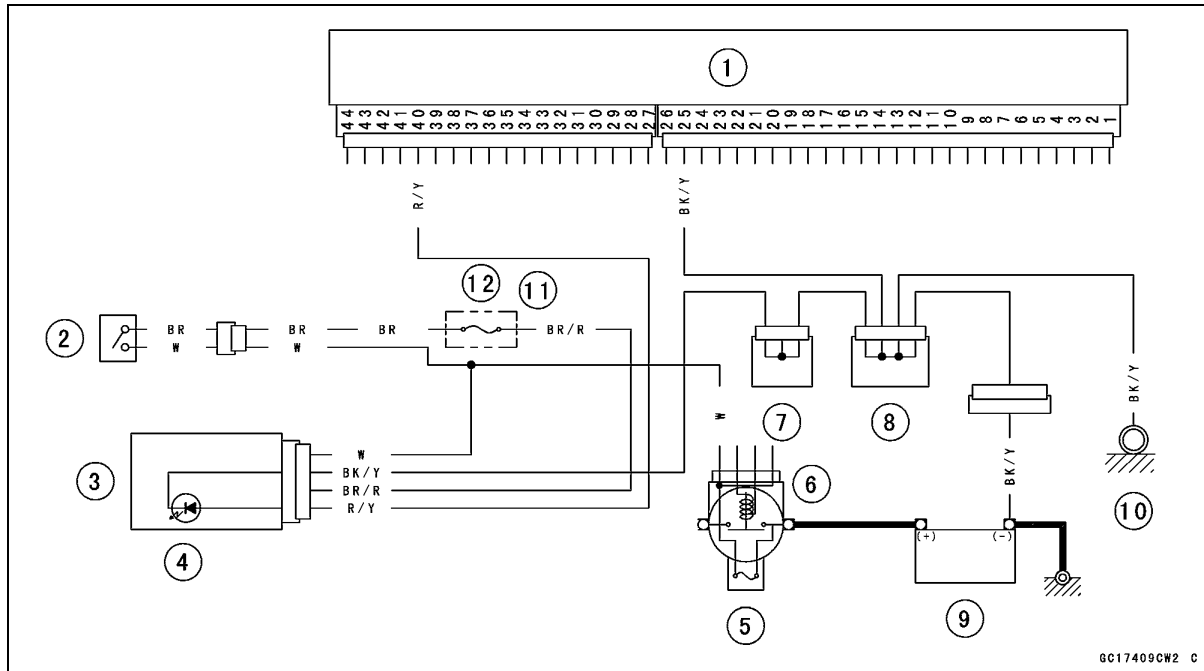 1
44 43 42 41 40 39 38 37 36 35 34 33 32 31 30 29 28 27 26 25 24 23 22 21 20 19 18 17 16 15 14 13 12 11 10 9 8 7 6 5 4 3 2 1
R/Y
BK/Y
12
11
2
BR
BR
BR
BR/R
W
W
7
8
W
BK/Y
3
W
BK/Y
BR/R
R/Y
6
BK/Y
10
4
(+)
(-)
5
9
GC17409CW2 C